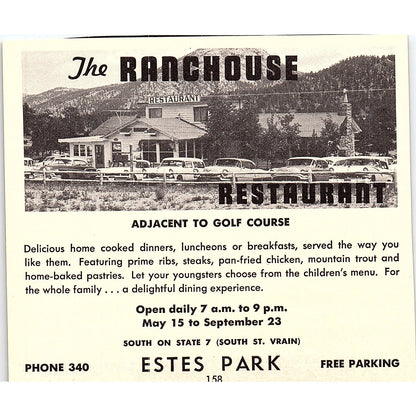 The RANCHOUSE
RESTAURANT
RESTAURANT
ADJACENT TO GOLF COURSE
Delicious home cooked dinners, luncheons or breakfasts, served the way you
like them. Featuring prime ribs, steaks, pan-fried chicken, mountain trout and
home-baked pastries. Let your youngsters choose from the children's menu. For
the whole family . . . a delightful dining experience.
Open daily 7 a.m. to 9 p.m.
May 15 to September 23
SOUTH ON STATE 7 (SOUTH ST. VRAIN)
PHONE 340 ESTES PARK FREE PARKING
158